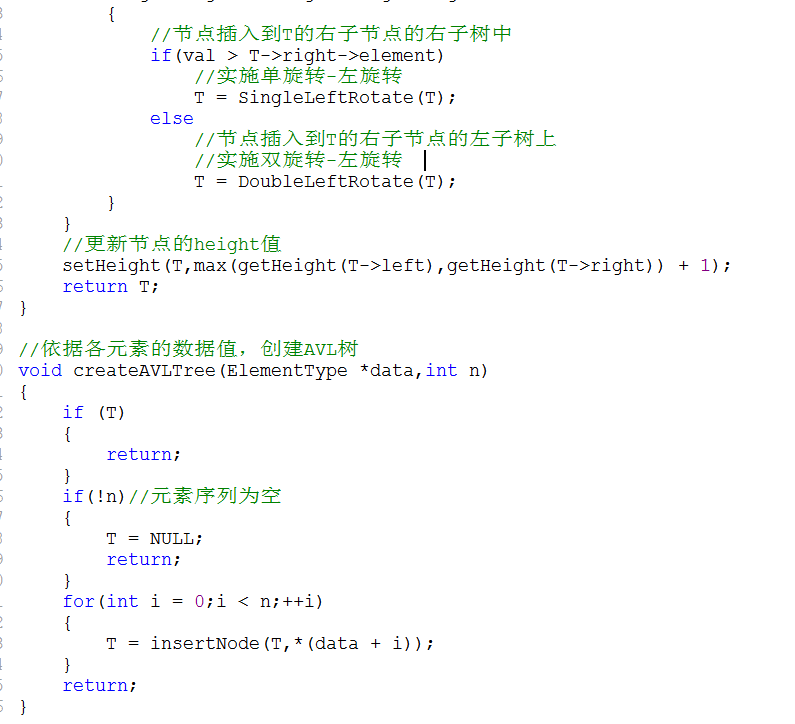 {
//节点插入到T的右子节点的右子树中
if(val > T->right->element)
//实施单旋转-左旋转
T = SingleLeftRotate(T);
else
//节点插入到T的右子节点的左子树上
//实施双旋转-左旋转
T = DoubleLeftRotate(T);
}
}
//更新节点的height值
setHeight(T,max(getHeight(T->left),getHeight(T->right)) + 1);
return T;
}
//依据各元素的数据值，创建AVL树
void createAVLTree(ElementType *data,int n)
{
if (T)
{
return;
}
if(!n)//元素序列为空
{
T = NULL;
return;
}
for(int i = 0;i < n;++i)
{
T = insertNode(T,*(data + i));
}
return;
}